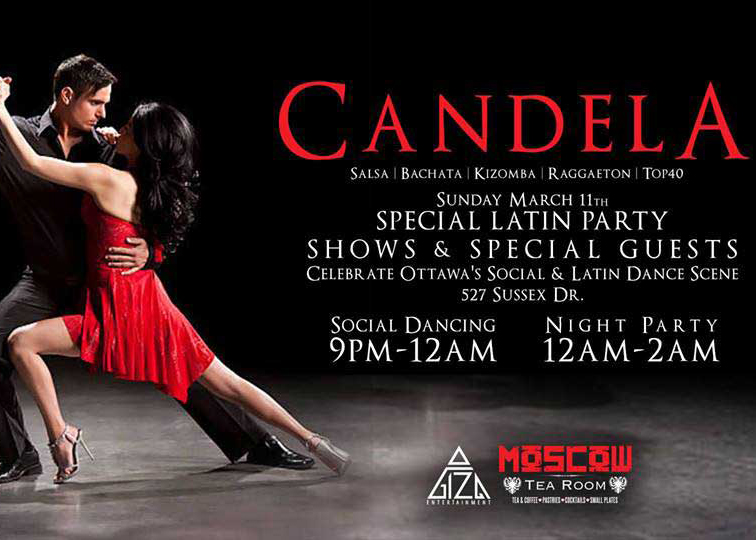 CANDELA
SALSA | BACHATA | KIZOMBA | RAGGAETON | TOP40
SUNDAY MARCH 11TH
SPECIAL LATIN PARTY
SHOWS & SPECIAL GUESTS
CELEBRATE OTTAWA'S SOCIAL & LATIN DANCE SCENE
527 SUSSEX DR.
SOCIAL DANCING
9PM-12AM
NIGHT PARTY
12AM-2AM
GIZA
ENTERTAINMENT
MOSCOW
TEA ROOM
TEA & COFFEE • PASTRIES • COCKTAILS • SMALL PLATES